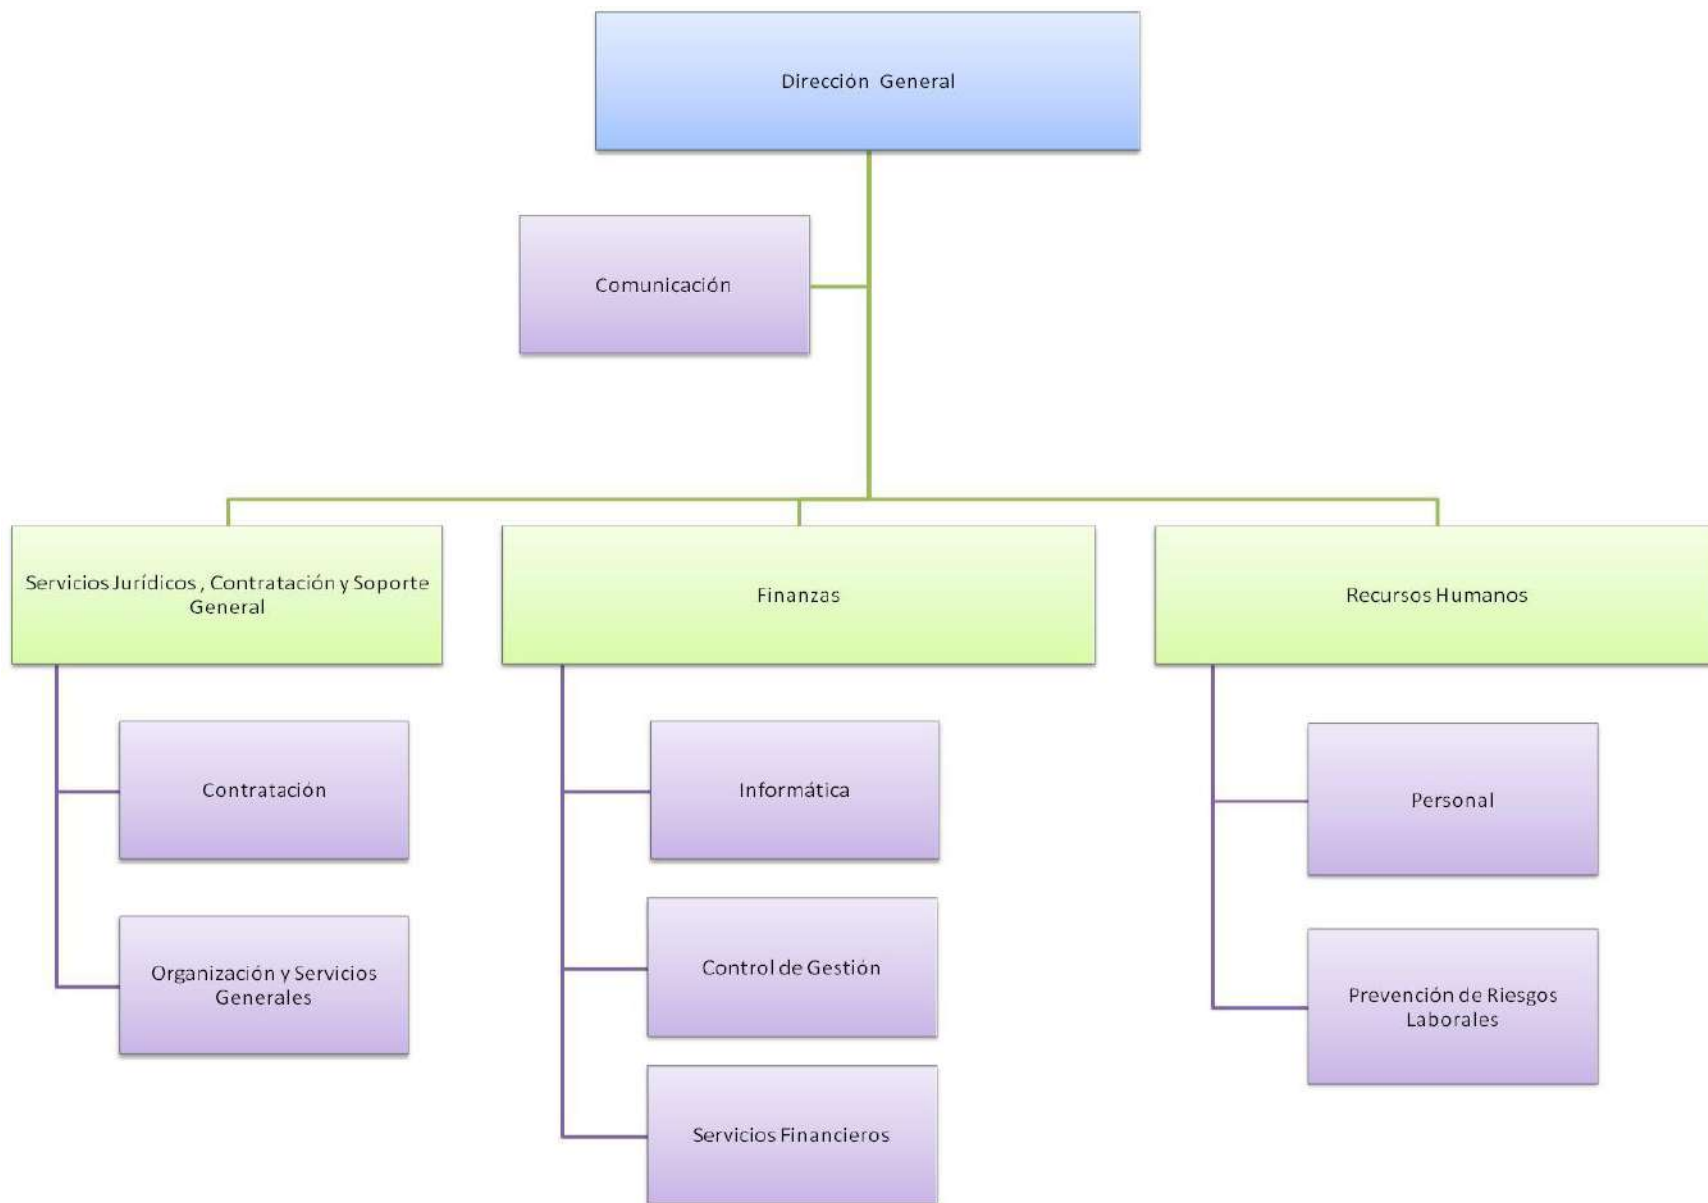 Dirección General
Comunicación
Servicios Jurídicos , Contratación y Soporte
General
Finanzas
Recursos Humanos
Contratación
Organización y Servicios
Generales
Informática
Control de Gestión
Servicios Financieros
Personal
Prevención de Riesgos
Laborales